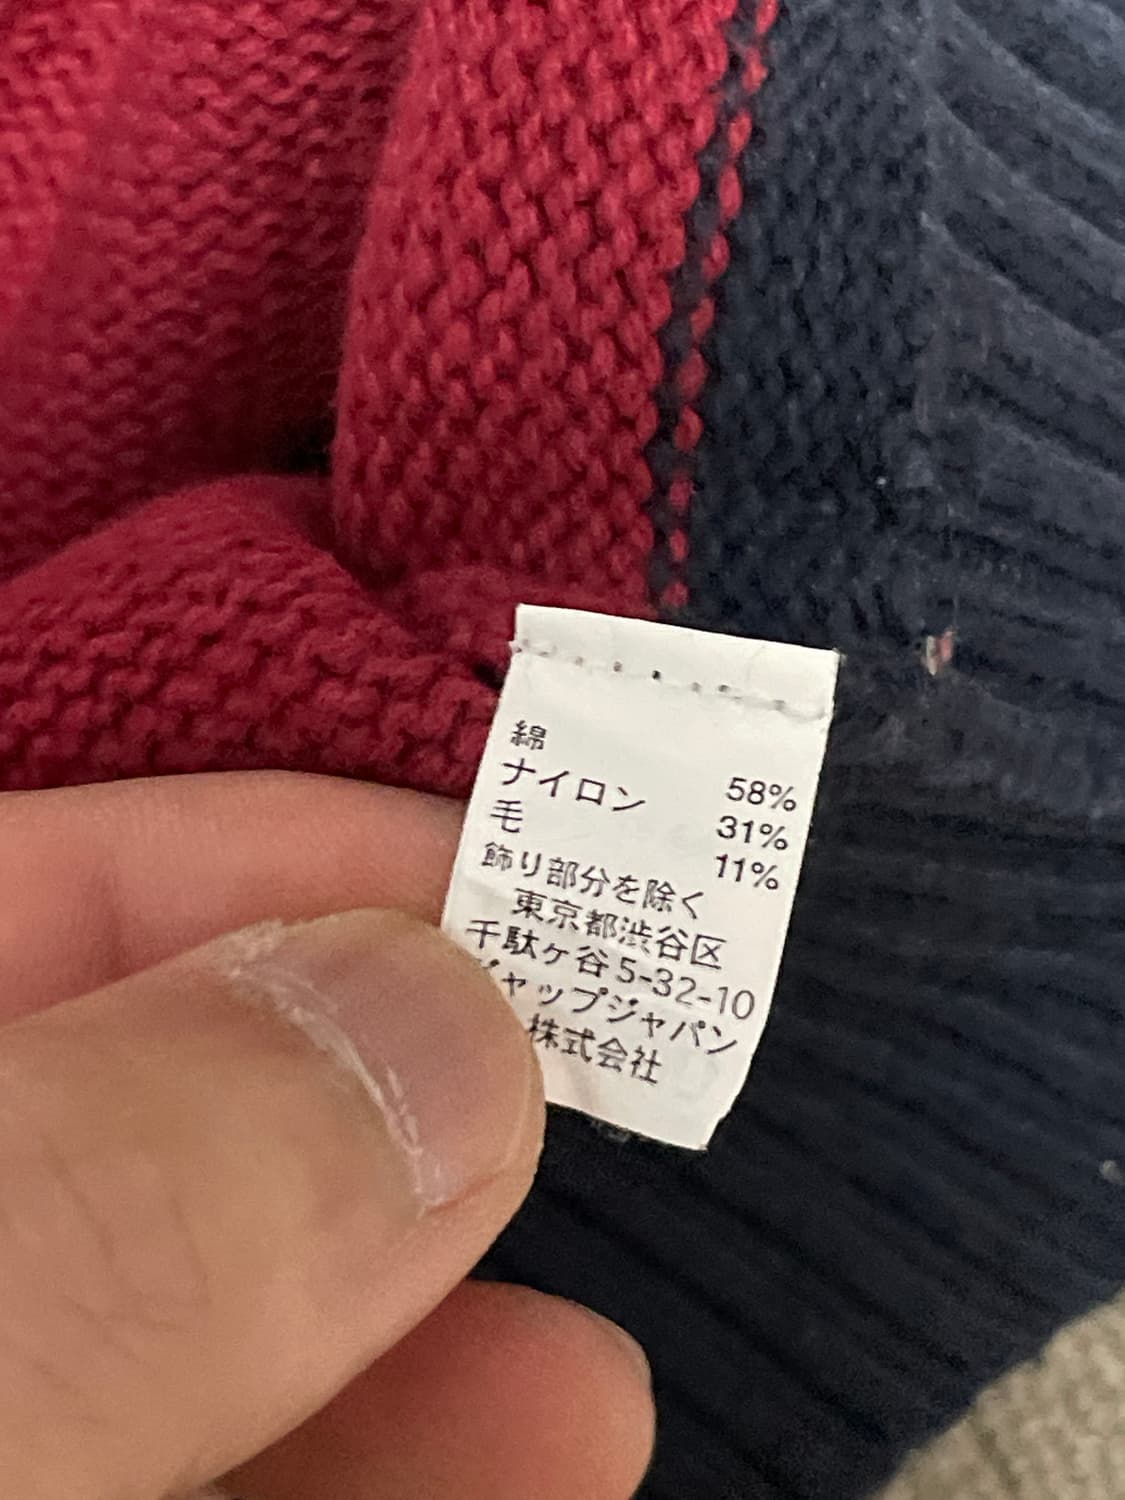 綿
ナイロン 58%
毛 31%
11%
飾り部分を除く
東京都渋谷区
千駄ヶ谷5-32-10
ャップジャパン
株式会社